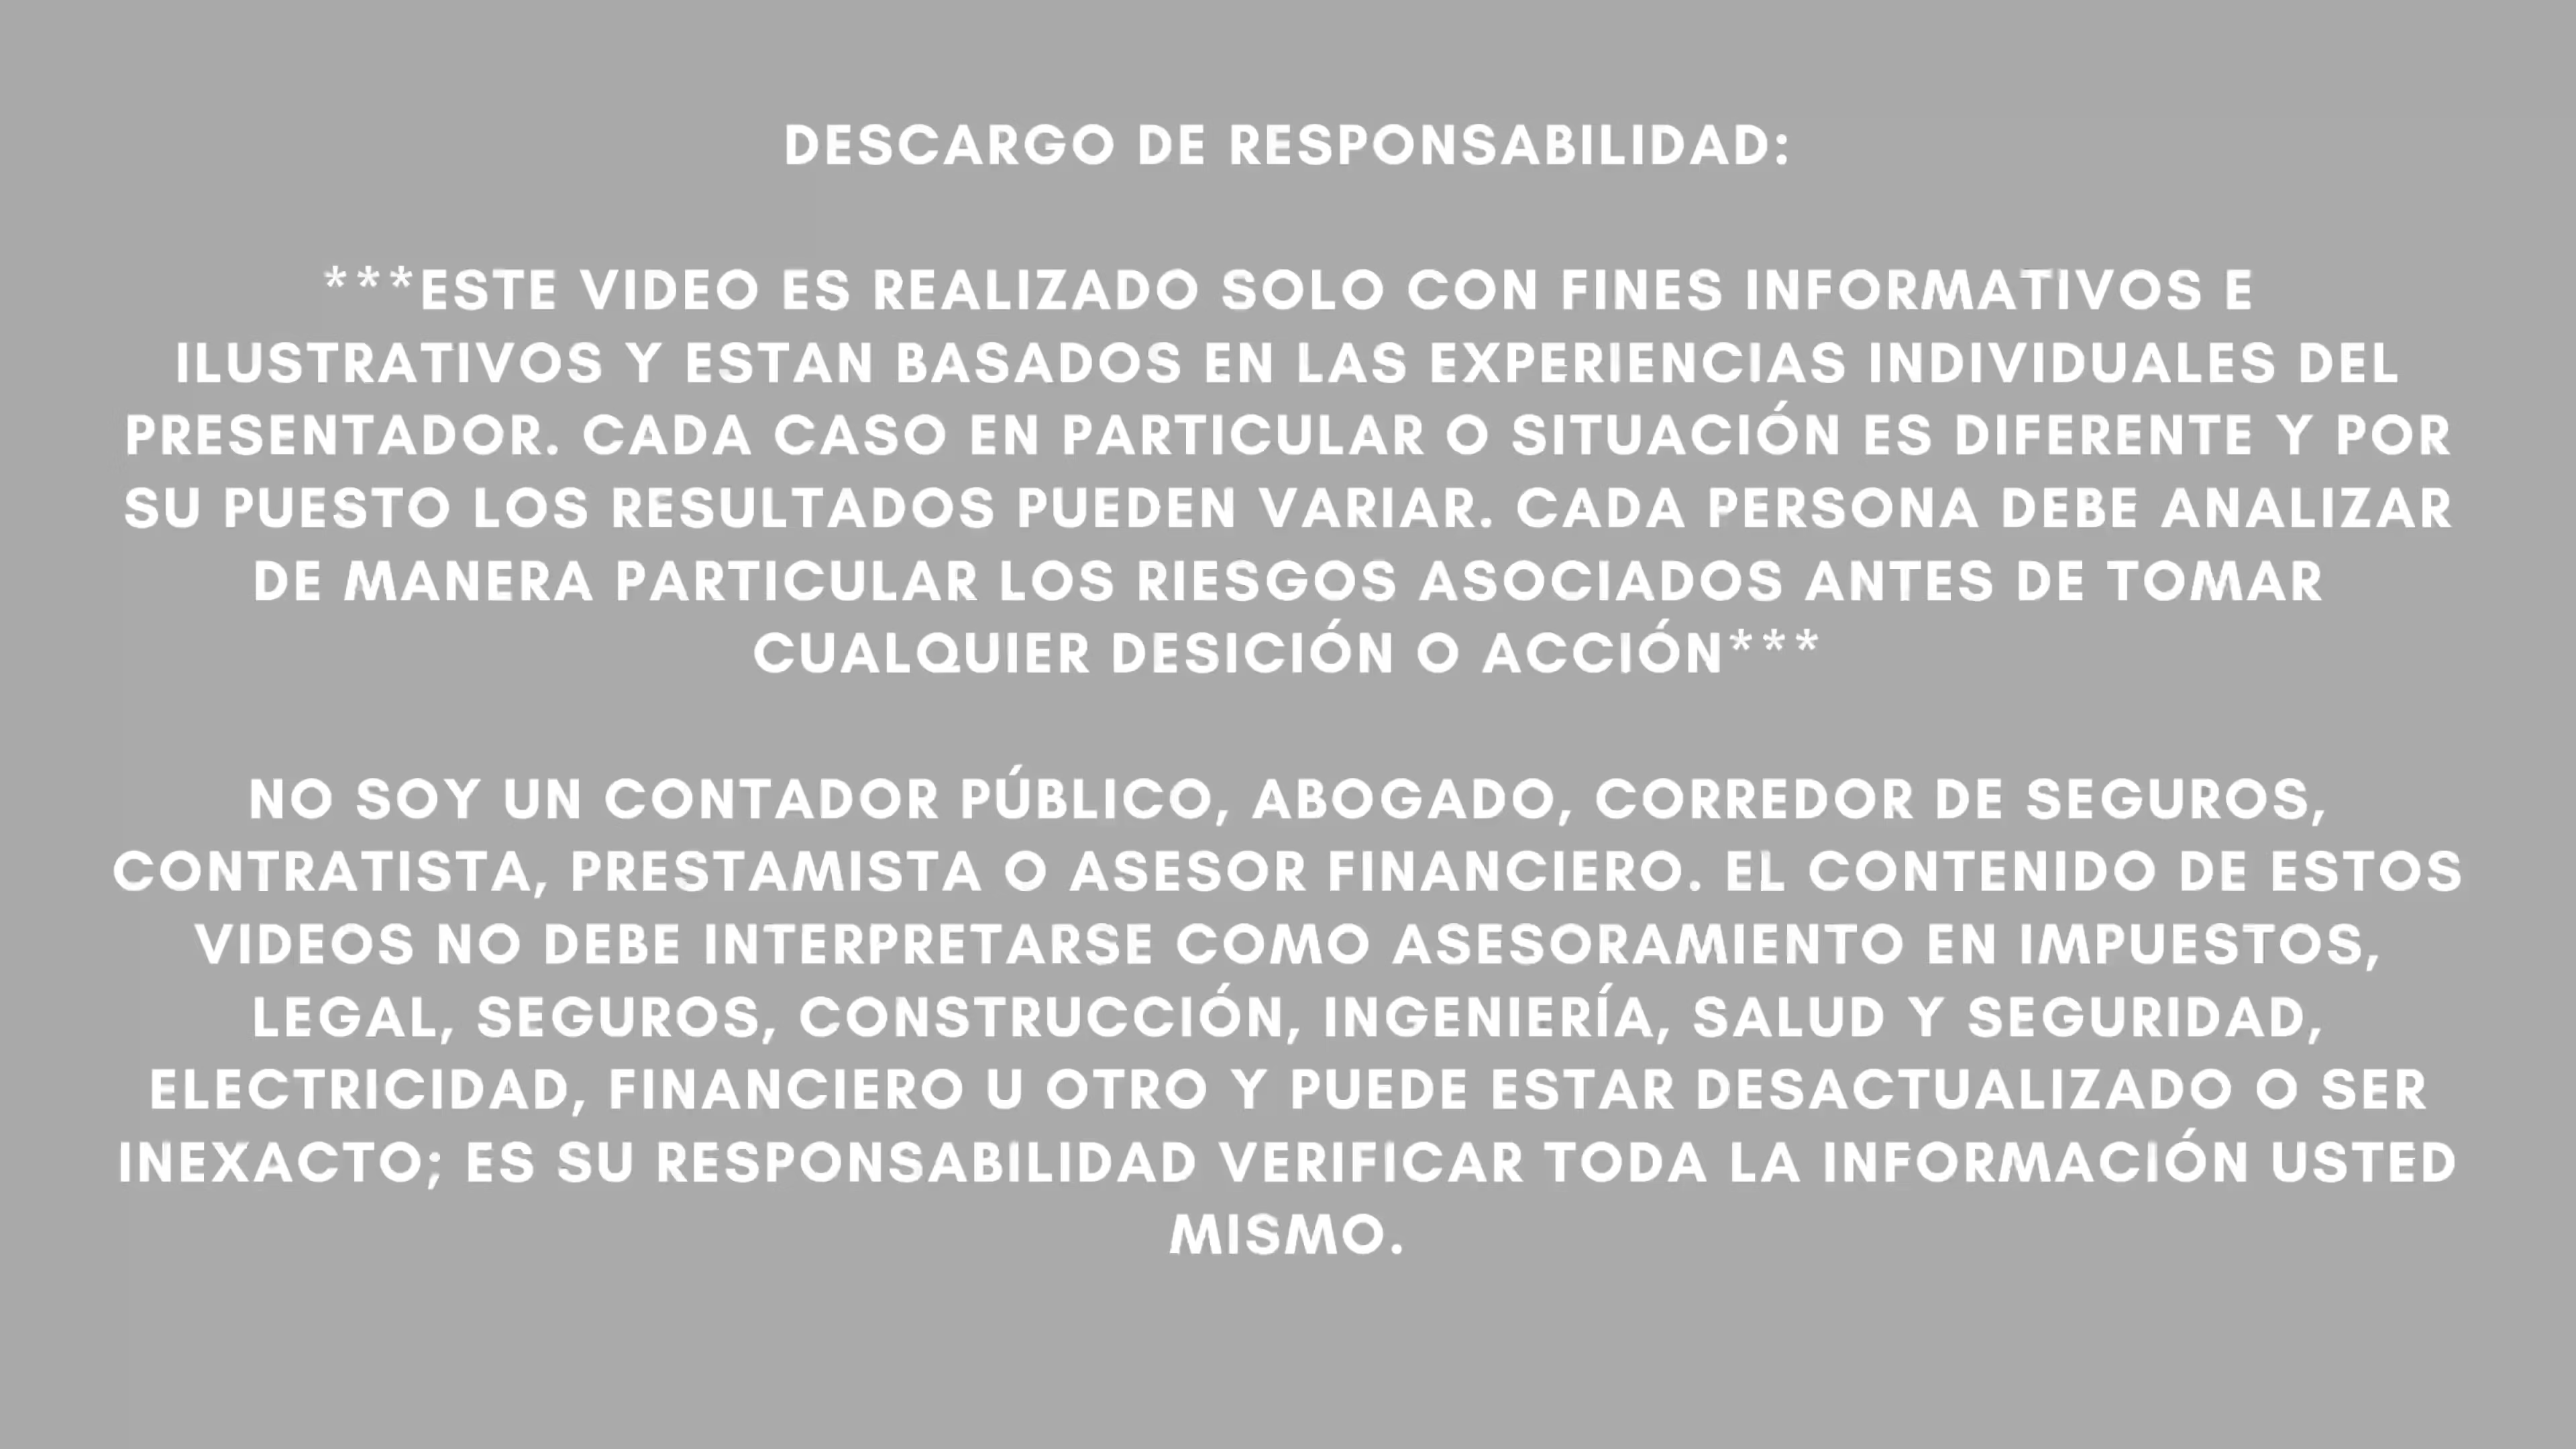 DESCARGO DE RESPONSABILIDAD:
***ESTE VIDEO ES REALIZADO SOLO CON FINES INFORMATIVOS E
ILUSTRATIVOS Y ESTAN BASADOS EN LAS EXPERIENCIAS INDIVIDUALES DEL
PRESENTADOR. CADA CASO EN PARTICULAR O SITUACIÓN ES DIFERENTE Y POR
SU PUESTO LOS RESULTADOS PUEDEN VARIAR. CADA PERSONA DEBE ANALIZAR
DE MANERA PARTICULAR LOS RIESGOS ASOCIADOS ANTES DE TOMAR
CUALQUIER DESICIÓN O ACCIÓN***
NO SOY UN CONTADOR PÚBLICO, ABOGADO, CORREDOR DE SEGUROS,
CONTRATISTA, PRESTAMISTA O ASESOR FINANCIERO. EL CONTENIDO DE ESTOS
VIDEOS NO DEBE INTERPRETARSE COMO ASESORAMIENTO EN IMPUESTOS,
LEGAL, SEGUROS, CONSTRUCCIÓN, INGENIERÍA, SALUD Y SEGURIDAD,
ELECTRICIDAD, FINANCIERO U OTRO Y PUEDE ESTAR DESACTUALIZADO O SER
INEXACTO; ES SU RESPONSABILIDAD VERIFICAR TODA LA INFORMACIÓN USTED
MISMO.